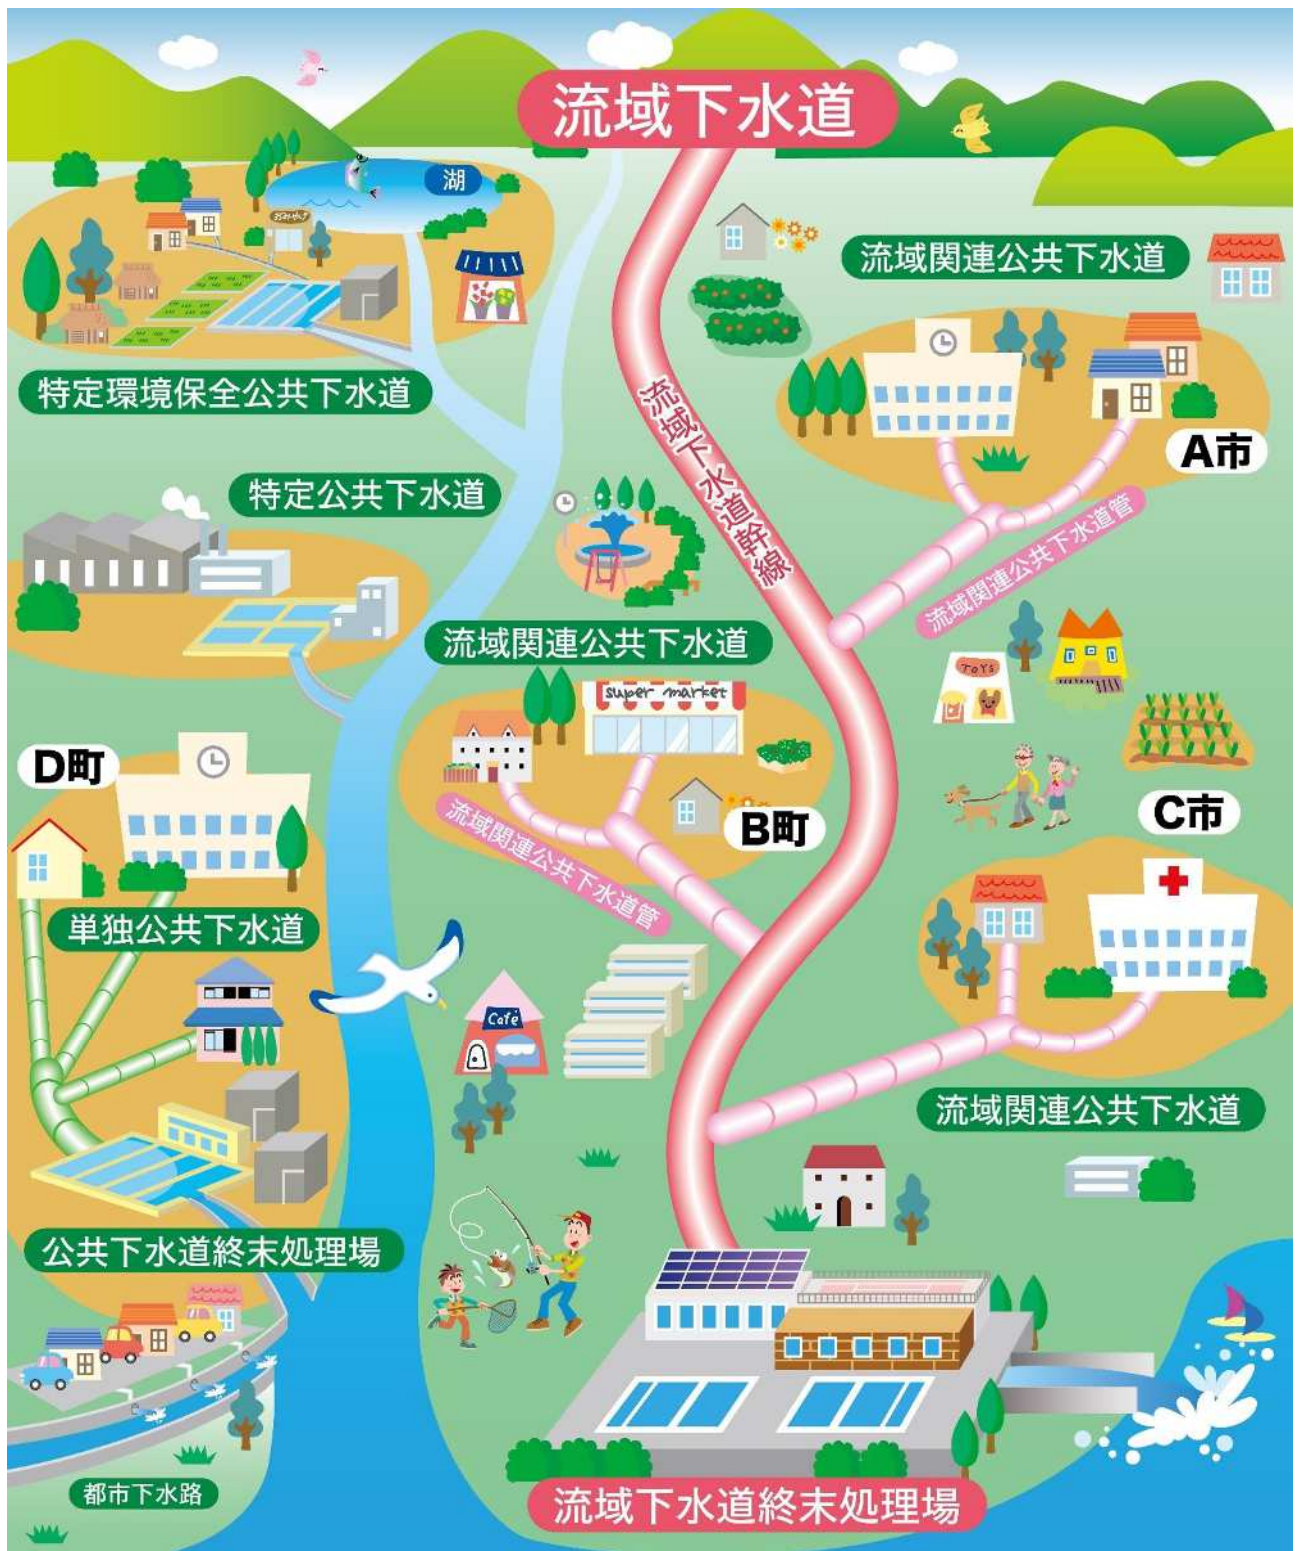 流域下水道
湖
おみやげ
流域関連公共下水道
特定環境保全公共下水道
流域下水道幹線
A市
特定公共下水道
流域関連公共下水道管
流域関連公共下水道
TOYS
super market
D町
C市
流域関連公共下水道管
B町
単独公共下水道
Café
流域関連公共下水道
公共下水道終末処理場
都市下水路
流域下水道終末処理場